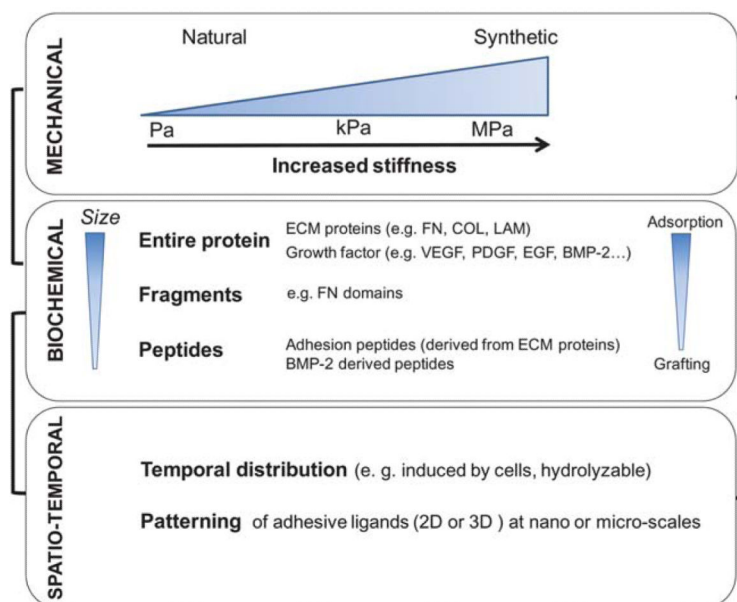 MECHANICAL
Natural Synthetic
Pa kPa MPa
Increased stiffness
BIOCHEMICAL
Size
Entire protein
ECM proteins (e.g. FN, COL, LAM)
Growth factor (e.g. VEGF, PDGF, EGF, BMP-2...)
Fragments
e.g. FN domains
Peptides
Adhesion peptides (derived from ECM proteins)
BMP-2 derived peptides
Adsorption
Grafting
SPATIO-TEMPORAL
Temporal distribution (e. g. induced by cells, hydrolyzable)
Patterning of adhesive ligands (2D or 3D ) at nano or micro-scales